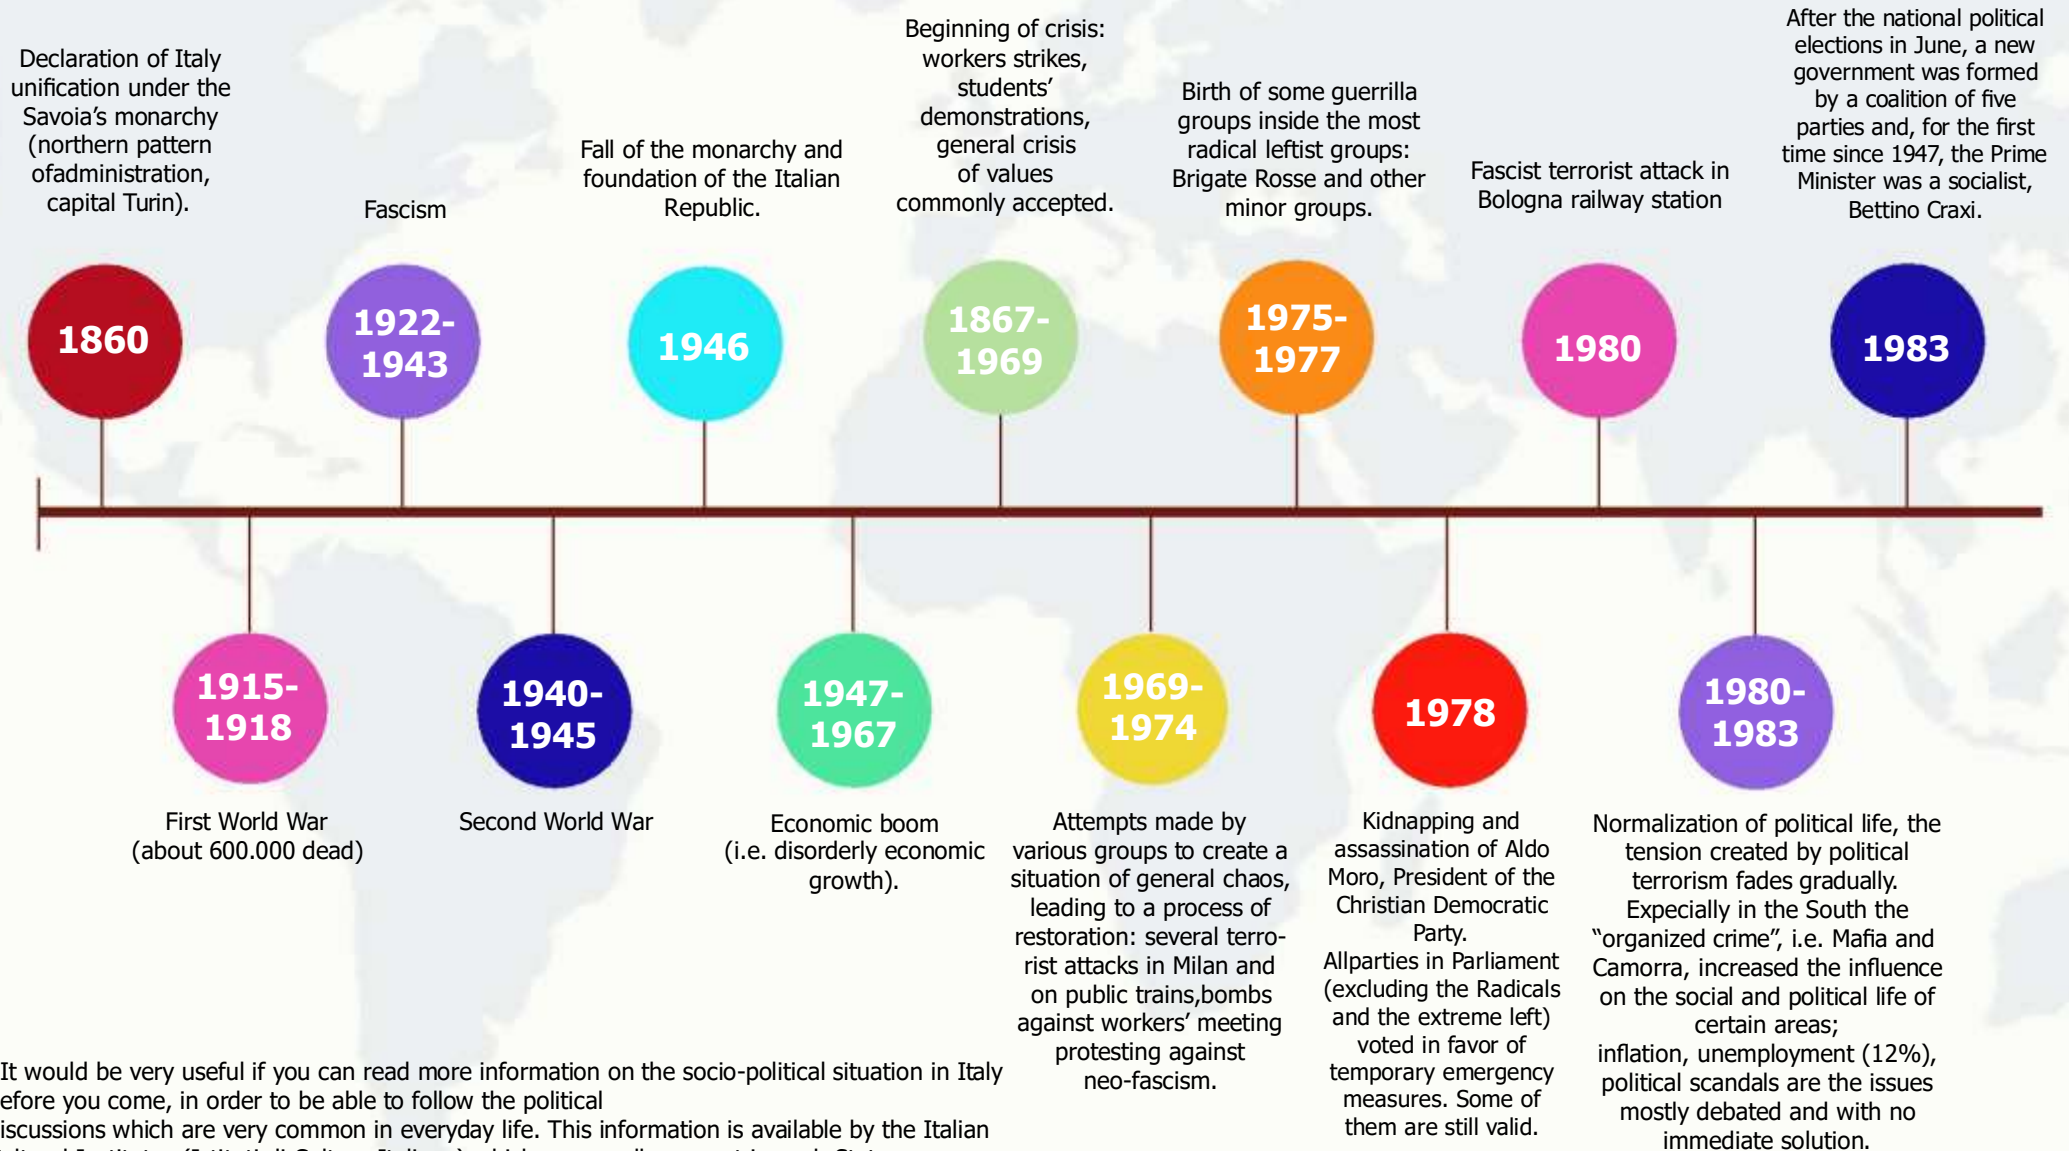 Declaration of Italy
unification under the
Savoia's monarchy
(northern pattern
ofadministration,
capital Turin).
1860
1915-
1918
First World War
(about 600.000 dead)
Fascism
1922-
1943
1940-
1945
Second World War
Fall of the monarchy and
foundation of the Italian
Republic.
1946
1947-
1967
Economic boom
(i.e. disorderly economic
growth).
Beginning of crisis:
workers strikes,
students’
demonstrations,
general crisis
of values
commonly accepted.
1867-
1969
1969-
1974
Attempts made by
various groups to create a
situation of general chaos,
leading to a process of
restoration: several terro-
rist attacks in Milan and
on public trains,bombs
against workers’ meeting
protesting against
neo-fascism.
Birth of some guerrilla
groups inside the most
radical leftist groups:
Brigate Rosse and other
minor groups.
1975-
1977
1978
Kidnapping and
assassination of Aldo
Moro, President of the
Christian Democratic
Party.
Allparties in Parliament
(excluding the Radicals
and the extreme left)
voted in favor of
temporary emergency
measures. Some of
them are still valid.
Fascist terrorist attack in
Bologna railway station
1980
1980-
1983
Normalization of political life, the
tension created by political
terrorism fades gradually.
Expecially in the South the
“organized crime”, i.e. Mafia and
Camorra, increased the influence
on the social and political life of
certain areas;
inflation, unemployment (12%),
political scandals are the issues
mostly debated and with no
immediate solution.
After the national political
elections in June, a new
government was formed
by a coalition of five
parties and, for the first
time since 1947, the Prime
Minister was a socialist,
Bettino Craxi.
1983
It would be very useful if you can read more information on the socio-political situation in Italy
efore you come, in order to be able to follow the political
iscussions which are very common in everyday life. This information is available by the Italian